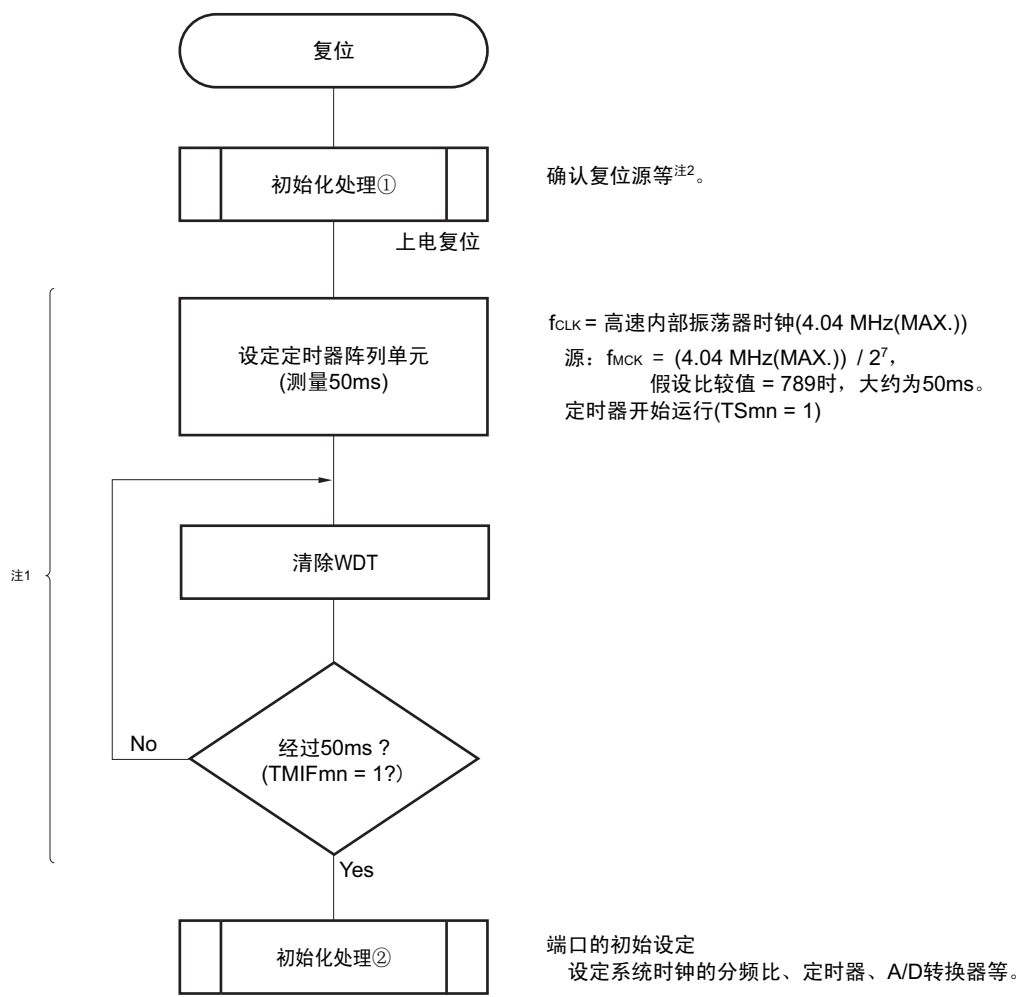 复位
初始化处理①
确认复位源等注2。
上电复位
设定定时器阵列单元
(测量50ms)
fCLK = 高速内部振荡器时钟(4.04 MHz(MAX.))
源：fMCK = (4.04 MHz(MAX.)) / 2⁷，
假设比较值 = 789时，大约为50ms。
定时器开始运行(TSmn = 1)
清除WDT
注1
No
经过50ms？
(TMIFmn = 1?）
Yes
初始化处理②
端口的初始设定
设定系统时钟的分频比、定时器、A/D转换器等。